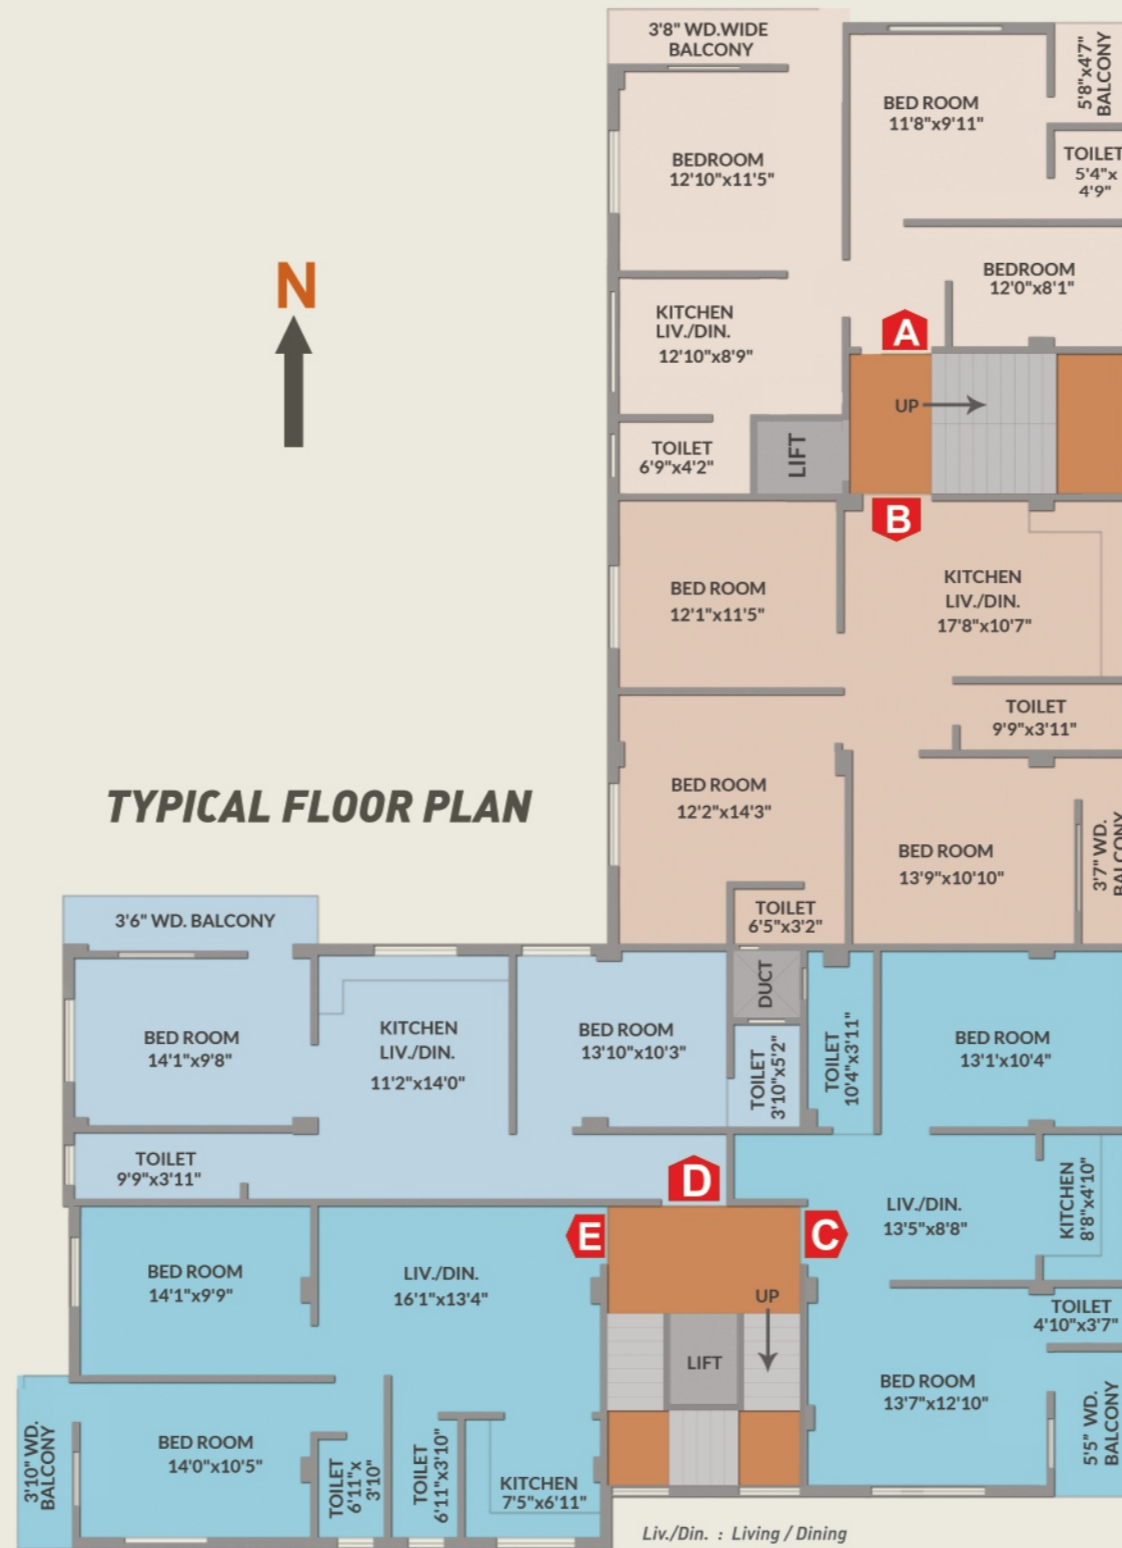 3'8" WD.WIDE
BALCONY
BED ROOM
11'8"x9'11"
5'8"x4'7"
BALCONY
BEDROOM
12'10"x11'5"
TOILET
5'4"x
4'9"
N
BEDROOM
12'0"x8'1"
KITCHEN
LIV./DIN.
12'10"x8'9"
A
UP
TOILET
6'9"x4'2"
LIFT
B
BED ROOM
12'1"x11'5"
KITCHEN
LIV./DIN.
17'8"x10'7"
TOILET
9'9"x3'11"
BED ROOM
12'2"x14'3"
TYPICAL FLOOR PLAN
BED ROOM
13'9"x10'10"
3'7" WD.
BALCONY
TOILET
6'5"x3'2"
3'6" WD. BALCONY
DUCT
BED ROOM
14'1"x9'8"
KITCHEN
LIV./DIN.
11'2"x14'0"
BED ROOM
13'10"x10'3"
TOILET
3'10"x5'2"
TOILET
10'4"x3'11"
BED ROOM
13'1"x10'4"
TOILET
9'9"x3'11"
D
KITCHEN
8'8"x4'10"
LIV./DIN.
13'5"x8'8"
E
C
BED ROOM
14'1"x9'9"
LIV./DIN.
16'1"x13'4"
UP
TOILET
4'10"x3'7"
LIFT
BED ROOM
13'7"x12'10"
5'5" WD.
BALCONY
3'10" WD.
BALCONY
BED ROOM
14'0"x10'5"
TOILET
6'11"x
3'10"
TOILET
6'11"x3'10"
KITCHEN
7'5"x6'11"
Liv./Din. : Living / Dining